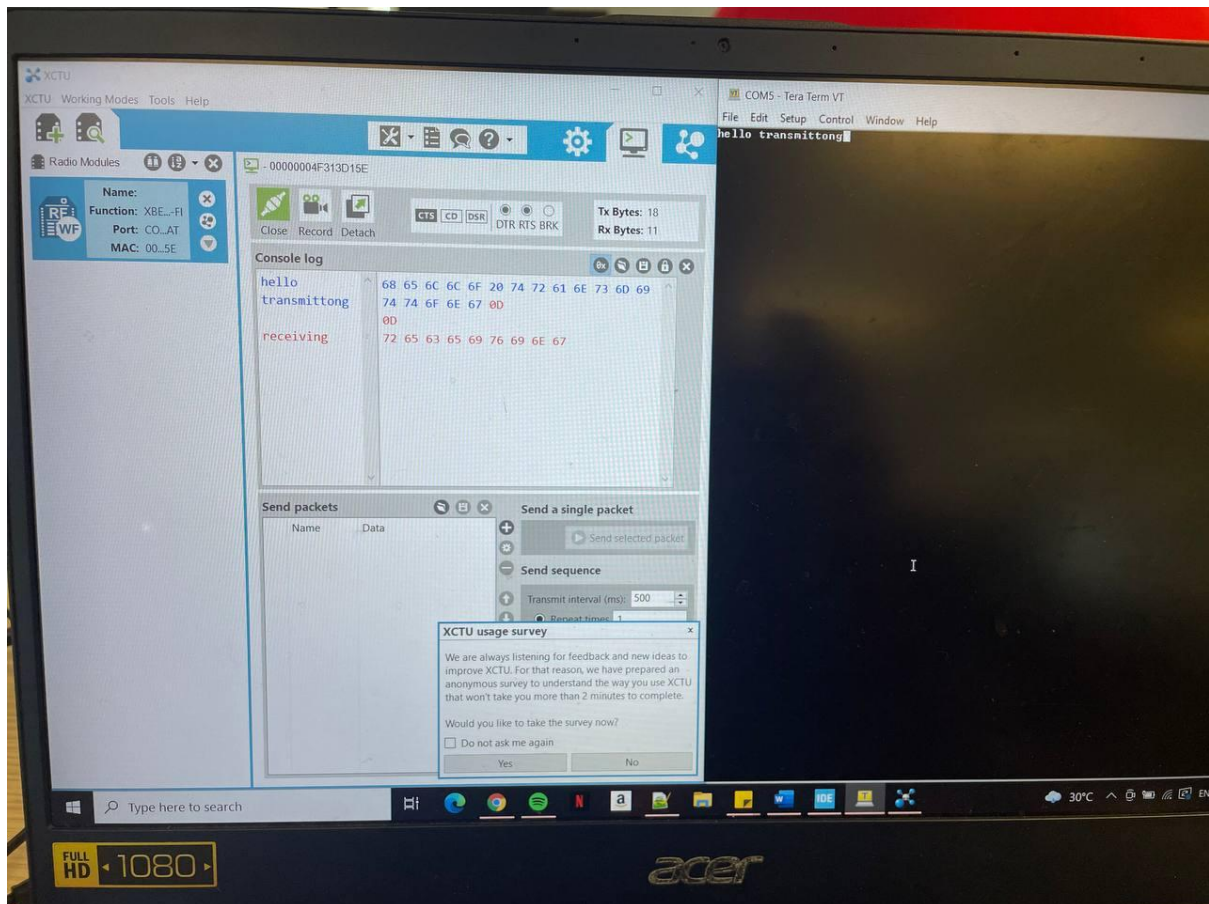 XCTU
XCTU Working Modes Tools Help
Radio Modules
Name:
Function: XBE...-FI
Port: CO...AT
MAC: 00...5E
RF
WF
- 00000004F313D15E
Close Record Detach
CTS CD DSR
DTR RTS BRK
Tx Bytes: 18
Rx Bytes: 11
Console log
hello
transmittong
receiving
68 65 6C 6C 6F 20 74 72 61 6E 73 6D 69
74 74 6F 6E 67 0D
0D
72 65 63 65 69 76 69 6E 67
Send packets
Name Data
Send a single packet
Send selected packet
Send sequence
Transmit interval (ms): 500
Repeat times 1
XCTU usage survey x
We are always listening for feedback and new ideas to
improve XCTU. For that reason, we have prepared an
anonymous survey to understand the way you use XCTU
that won't take you more than 2 minutes to complete.
Would you like to take the survey now?
Do not ask me again
Yes No
COM5 - Tera Term VT
File Edit Setup Control Window Help
hello transmittong
Type here to search
N
a
W
IDE
T
30°C
EN
FULL
HD
1080
acer